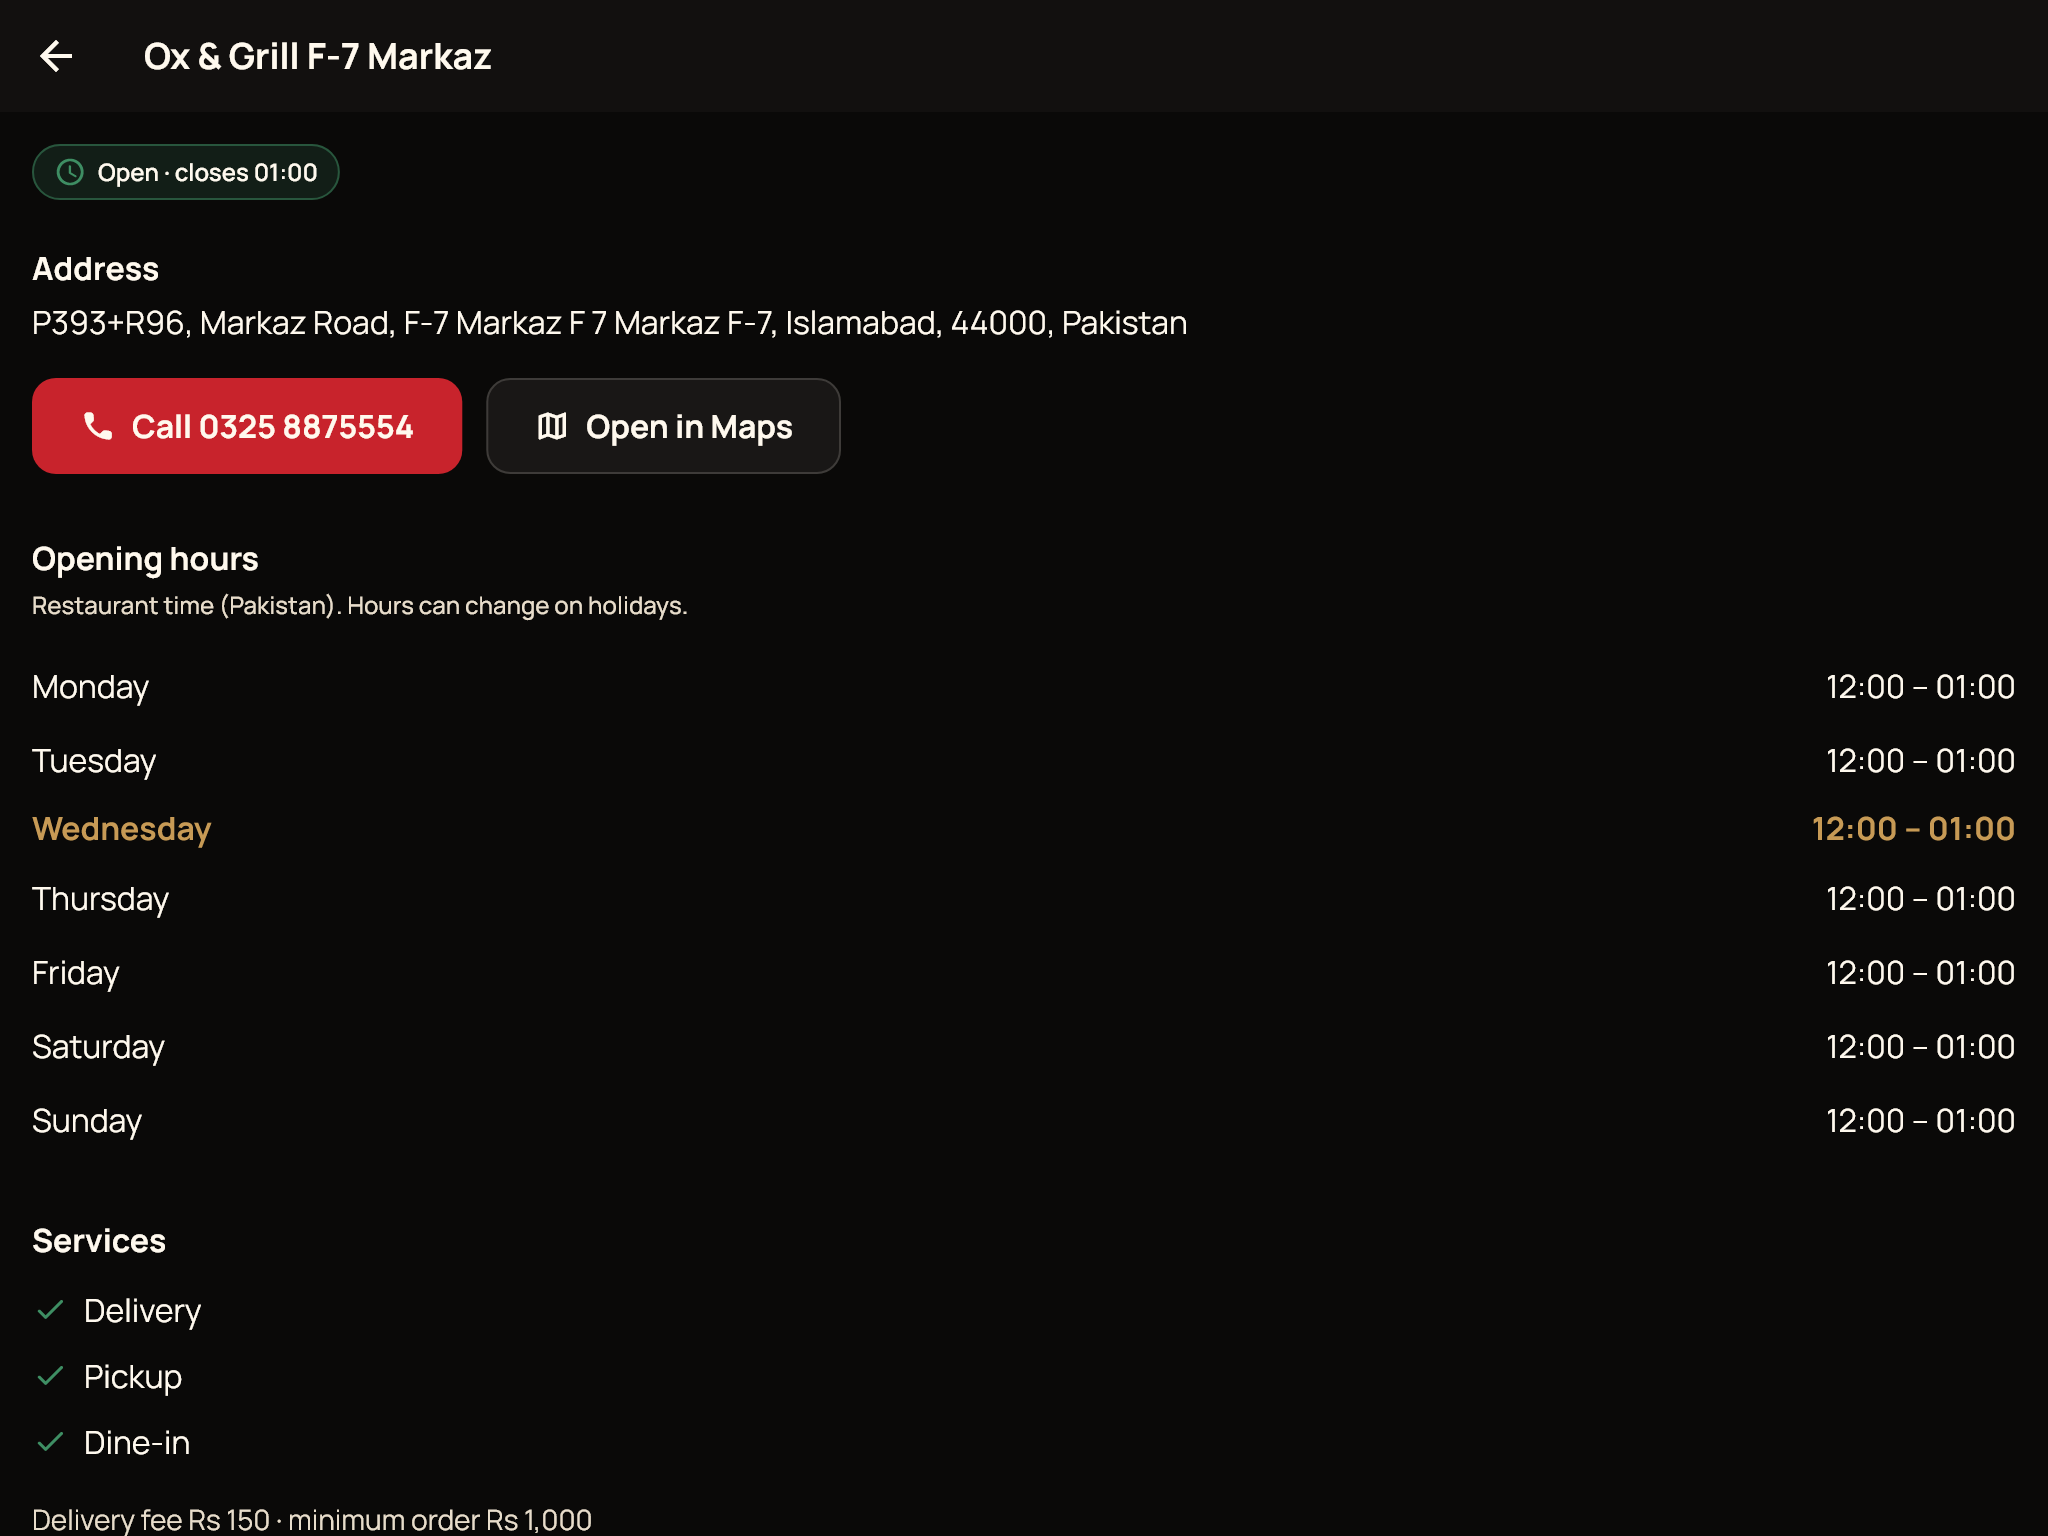 Ox & Grill F-7 Markaz
Open · closes 01:00
Address
P393+R96, Markaz Road, F-7 Markaz F 7 Markaz F-7, Islamabad, 44000, Pakistan
Call 0325 8875554
Open in Maps
Opening hours
Restaurant time (Pakistan). Hours can change on holidays.
Monday 12:00 – 01:00
Tuesday 12:00 – 01:00
Wednesday 12:00 – 01:00
Thursday 12:00 – 01:00
Friday 12:00 – 01:00
Saturday 12:00 – 01:00
Sunday 12:00 – 01:00
Services
Delivery
Pickup
Dine-in
Delivery fee Rs 150 · minimum order Rs 1,000